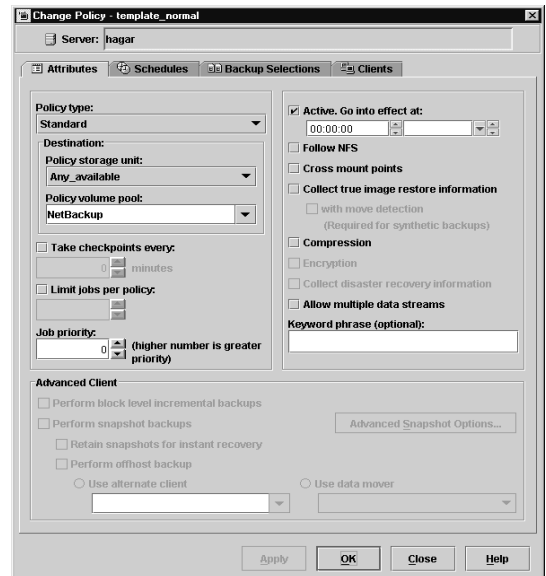 Change Policy - template_normal
Server: hagar
Attributes Schedules Backup Selections Clients
Policy type:
Standard
Destination:
Policy storage unit:
Any_available
Policy volume pool:
NetBackup
Take checkpoints every:
0 minutes
Limit jobs per policy:
Job priority:
0 (higher number is greater
priority)
Active. Go into effect at:
00:00:00
Follow NFS
Cross mount points
Collect true image restore information
with move detection
(Required for synthetic backups)
Compression
Encryption
Collect disaster recovery information
Allow multiple data streams
Keyword phrase (optional):
Advanced Client
Perform block level incremental backups
Perform snapshot backups
Advanced Snapshot Options...
Retain snapshots for instant recovery
Perform offhost backup
Use alternate client
Use data mover
Apply OK Close Help